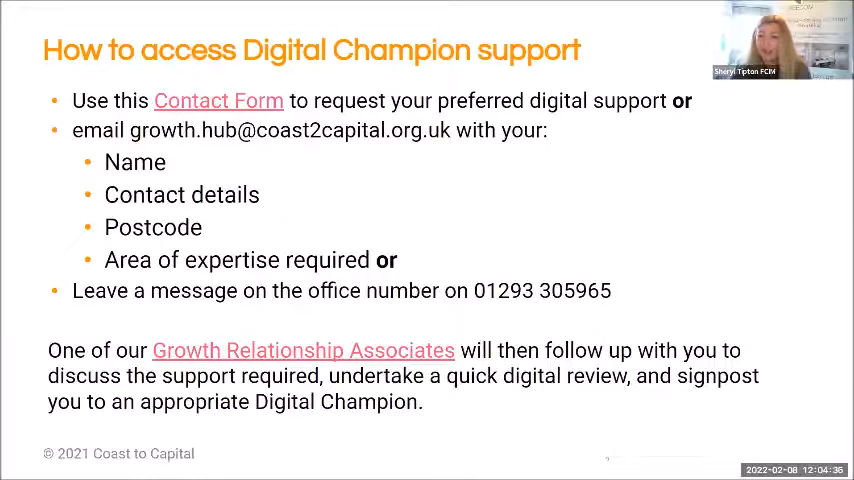 How to access Digital Champion support
Sheryl Tipton FCIM
Use this Contact Form to request your preferred digital support or
email growth.hub@coast2capital.org.uk with your:
Name
Contact details
Postcode
Area of expertise required or
Leave a message on the office number on 01293 305965
One of our Growth Relationship Associates will then follow up with you to
discuss the support required, undertake a quick digital review, and signpost
you to an appropriate Digital Champion.
© 2021 Coast to Capital
2022-02-08 12:04:36